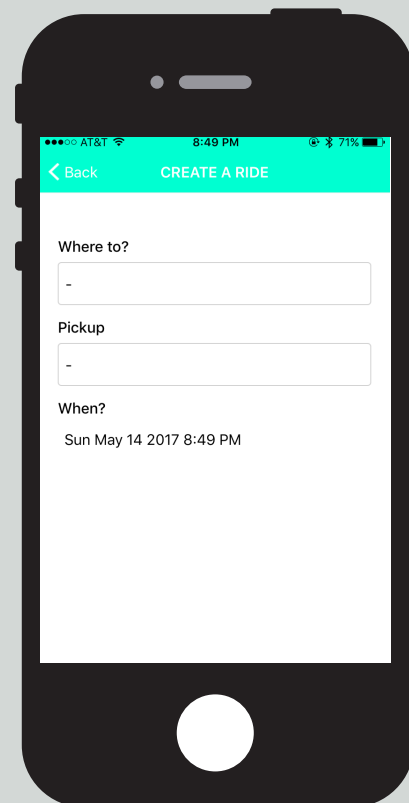 ●●●○○ AT&T 8:49 PM 71%
Back CREATE A RIDE
Where to?
-
Pickup
-
When?
Sun May 14 2017 8:49 PM